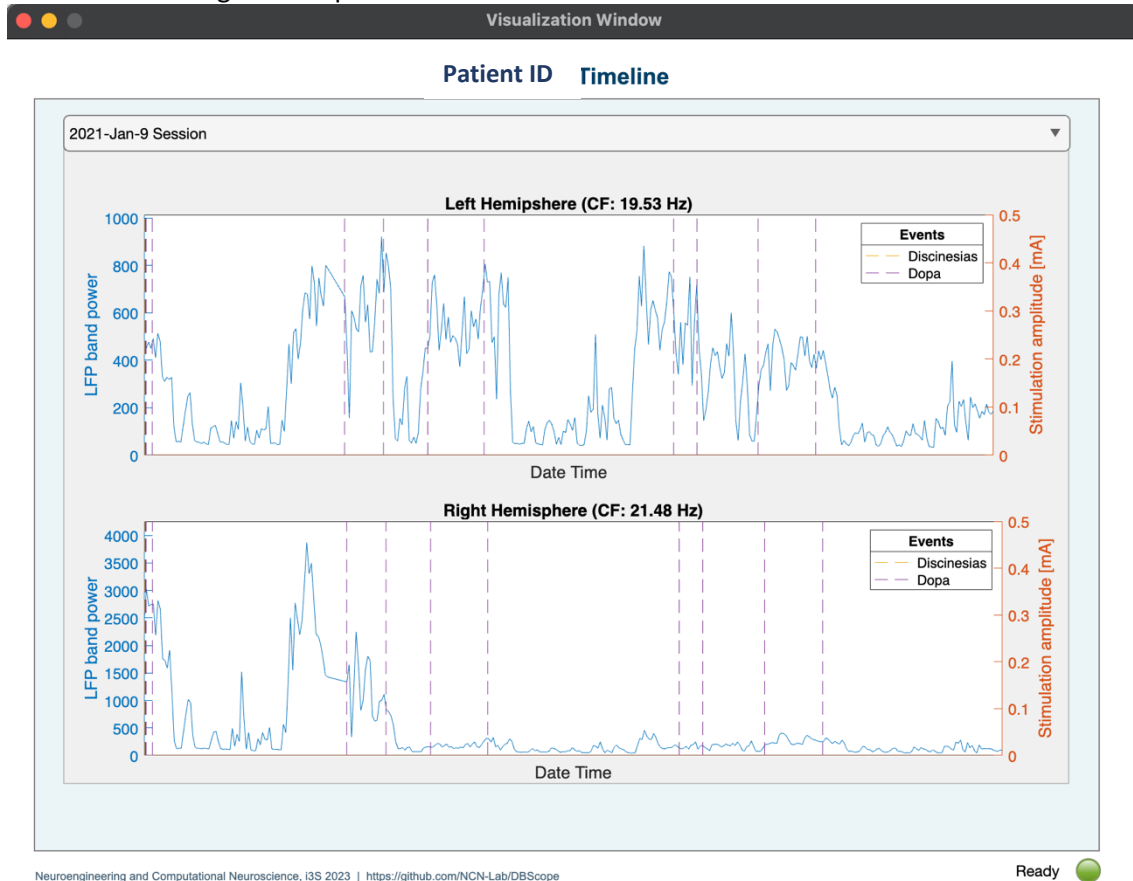 Visualization Window
Patient ID Timeline
2021-Jan-9 Session
Left Hemipshere (CF: 19.53 Hz)
1000
800
600
400
200
0
LFP band power
Events
Discinesias
Dopa
0.5
0.4
0.3
0.2
0.1
0
Stimulation amplitude [mA]
Date Time
Right Hemisphere (CF: 21.48 Hz)
4000
3500
3000
2500
2000
1500
1000
500
0
LFP band power
Events
Discinesias
Dopa
0.5
0.4
0.3
0.2
0.1
0
Stimulation amplitude [mA]
Date Time
Neuroengineering and Computational Neuroscience, i3S 2023 | https://github.com/NCN-Lab/DBScope
Ready